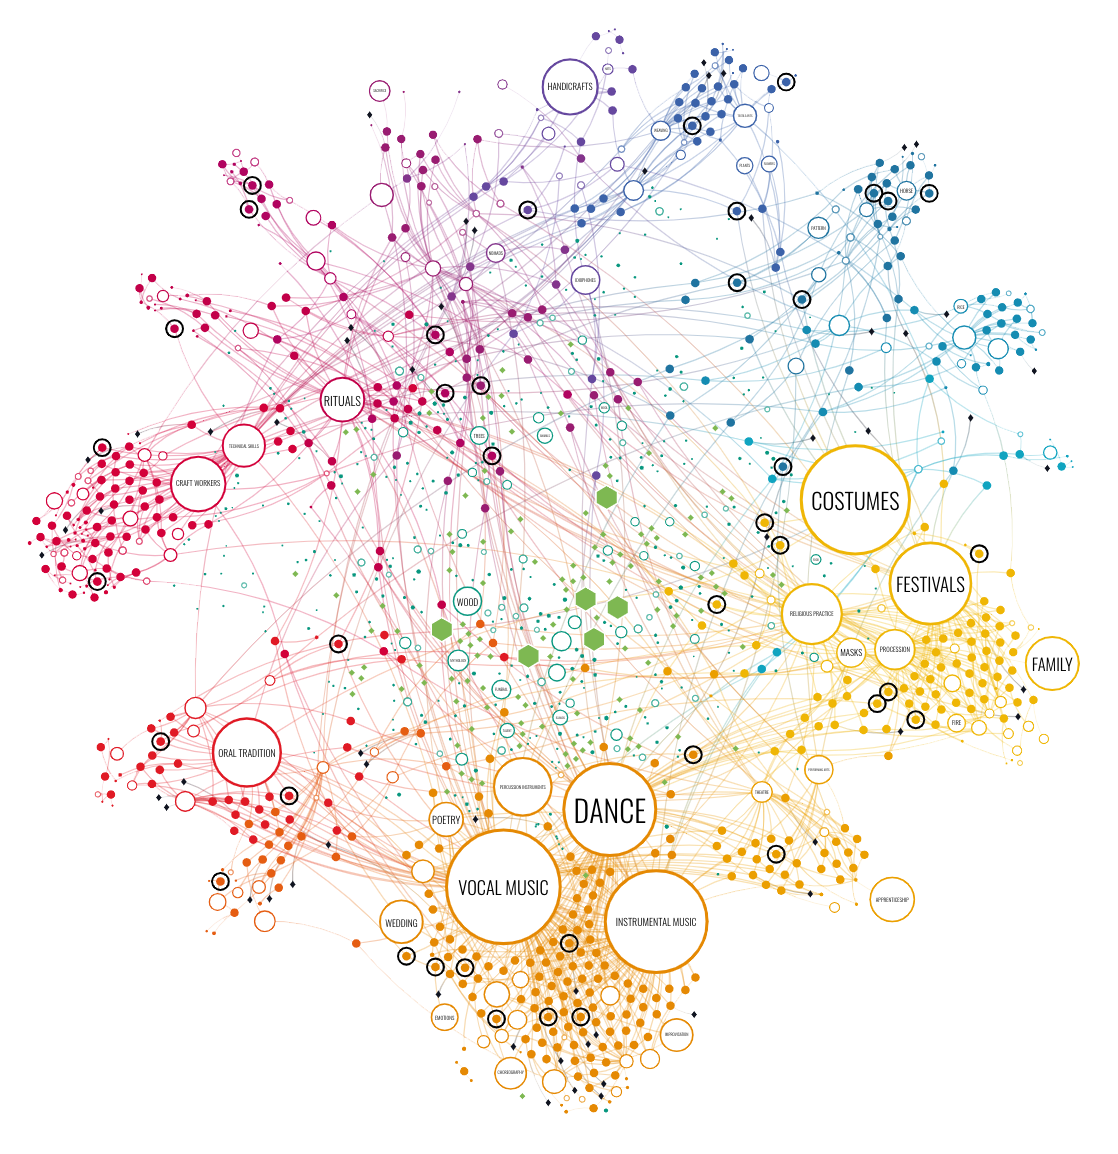 HANDICRAFTS
HORSE
PATTERN
NOMADS
SYMPHONIES
RICE
RITUALS
TREES
TECHNICAL SKILLS
CRAFT WORKERS
COSTUMES
FESTIVALS
WOOD
RELIGIOUS PRACTICE
MASKS
PROCESSION
FAMILY
FIRE
ORAL TRADITION
THEATRE
PERCUSSION INSTRUMENTS
DANCE
POETRY
VOCAL MUSIC
APPRENTICESHIP
WEDDING
INSTRUMENTAL MUSIC
EMOTIONS
IMPROVISATION
CHOREOGRAPHY